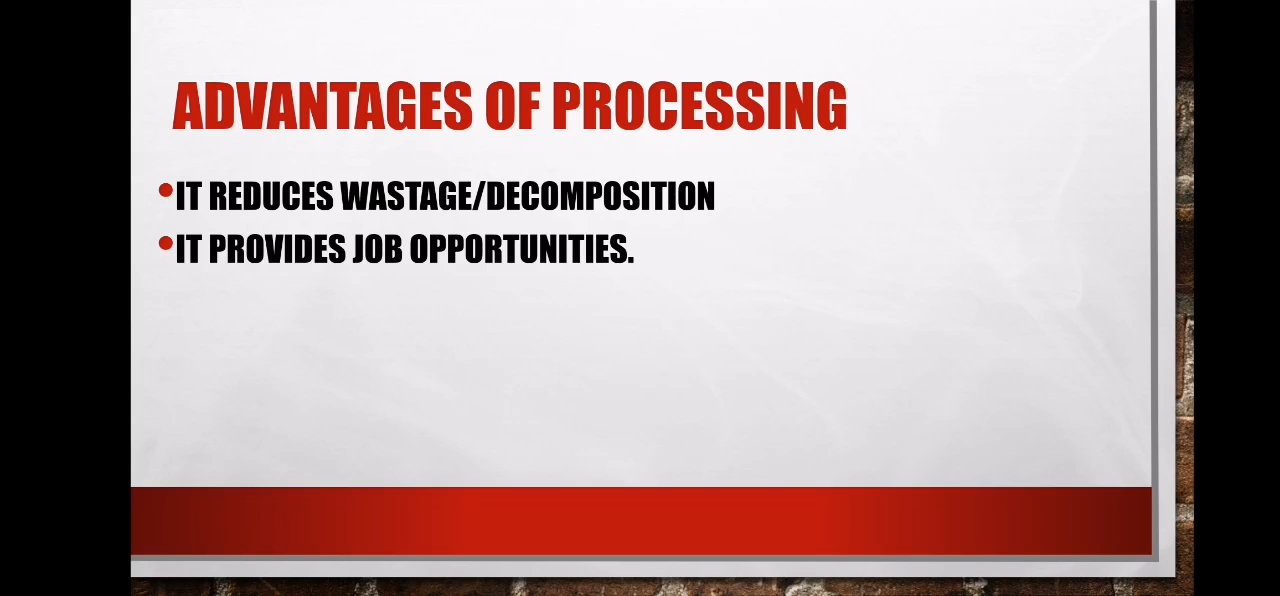 ADVANTAGES OF PROCESSING
•IT REDUCES WASTAGE/DECOMPOSITION
•IT PROVIDES JOB OPPORTUNITIES.